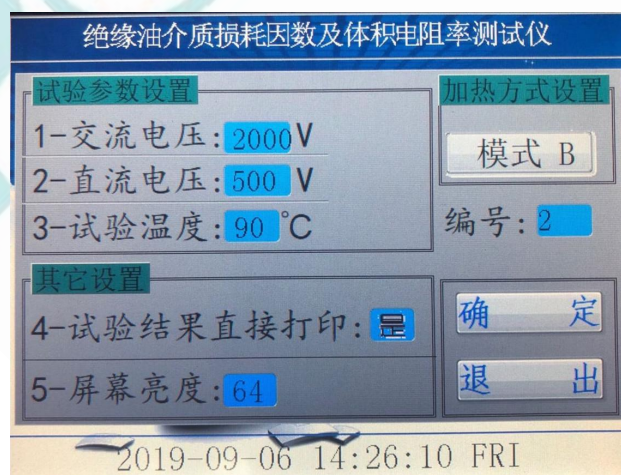 绝缘油介质损耗因数及体积电阻率测试仪
试验参数设置
1-交流电压:2000V
2-直流电压:500 V
3-试验温度:90 °C
加热方式设置
模式 B
编号:2
其它设置
4-试验结果直接打印:是
5-屏幕亮度:64
确 定
退 出
2019-09-06 14:26:10 FRI